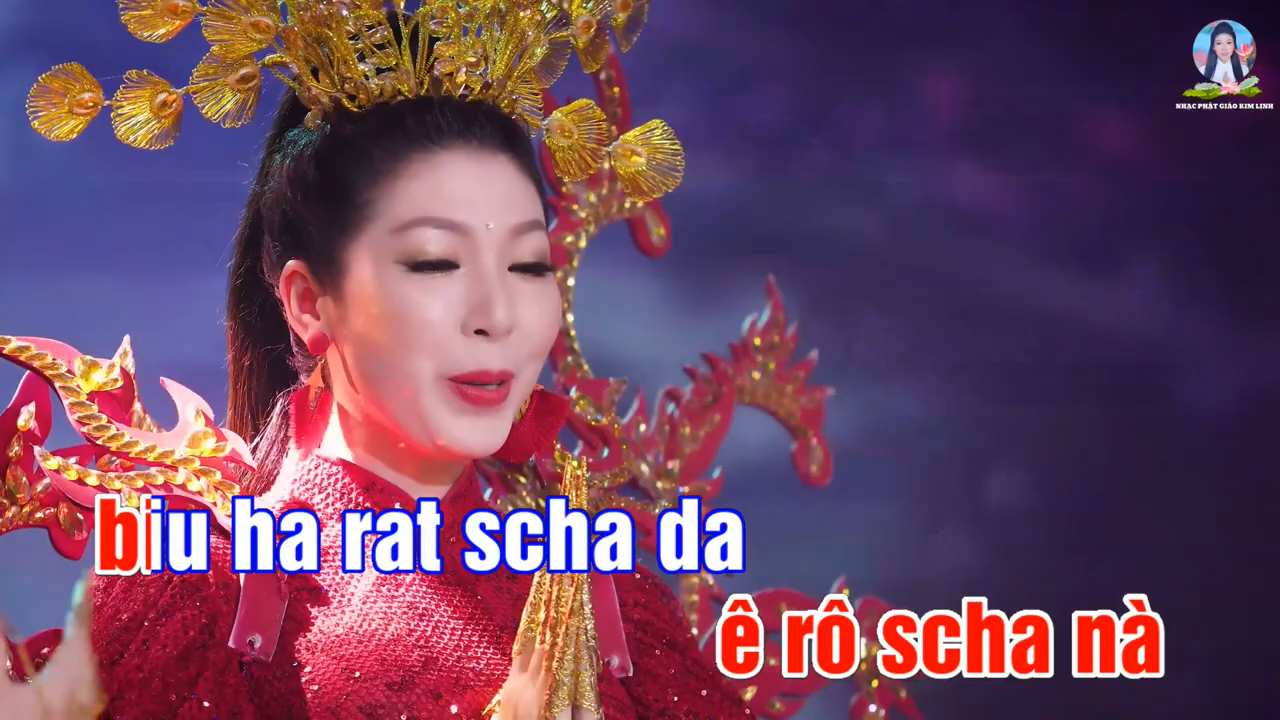 NHẠC PHẬT GIÁO KIM LINH
biu ha rat scha da
ê rô scha nà